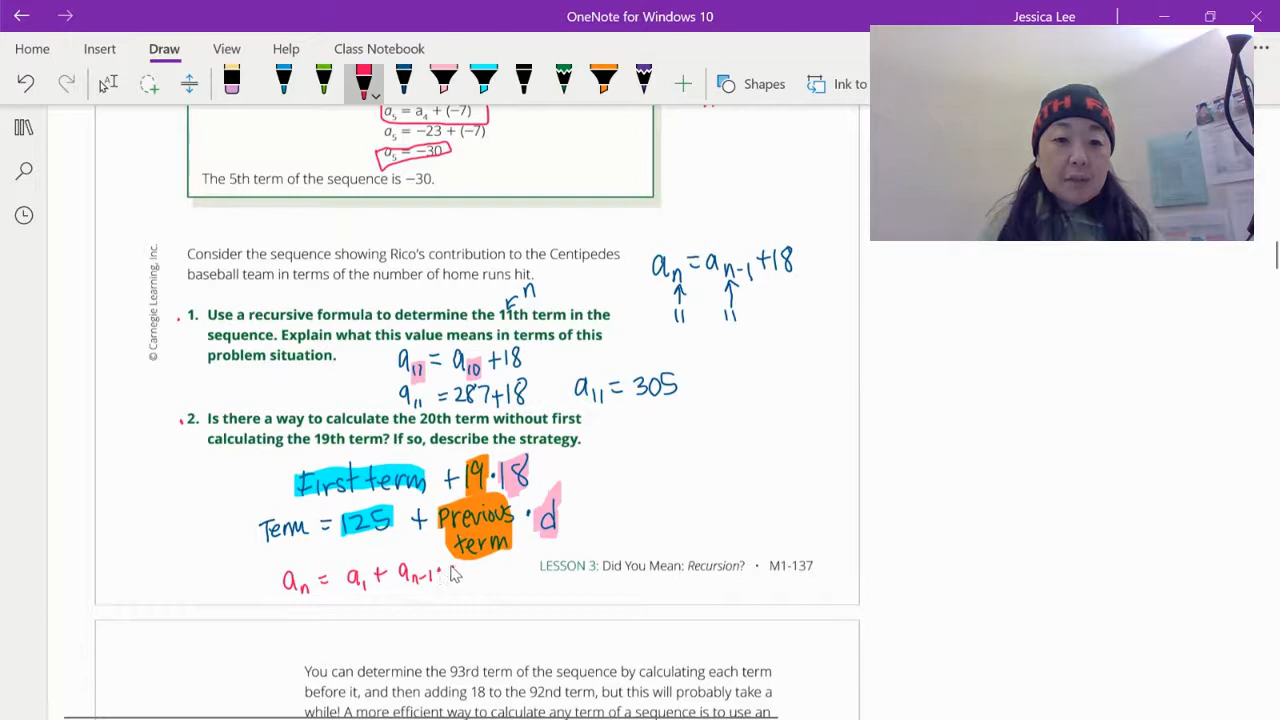 OneNote for Windows 10
Jessica Lee
Home Insert Draw View Help Class Notebook
Shapes Ink to
a₅ = a₄ + (−7)
a₅ = −23 + (−7)
a₅ = −30
The 5th term of the sequence is −30.
Consider the sequence showing Rico's contribution to the Centipedes
baseball team in terms of the number of home runs hit.
aₙ = aₙ₋₁ + 18
11 11
n
1. Use a recursive formula to determine the 11th term in the
sequence. Explain what this value means in terms of this
problem situation.
a₁₁ = a₁₀ + 18
a₁₁ = 287 + 18 a₁₁ = 305
2. Is there a way to calculate the 20th term without first
calculating the 19th term? If so, describe the strategy.
First term + 19 · 18
Term = 125 + Previous term · d
aₙ = a₁ + aₙ₋₁ ·
LESSON 3: Did You Mean: Recursion? • M1-137
© Carnegie Learning, Inc.
You can determine the 93rd term of the sequence by calculating each term
before it, and then adding 18 to the 92nd term, but this will probably take a
while! A more efficient way to calculate any term of a sequence is to use an